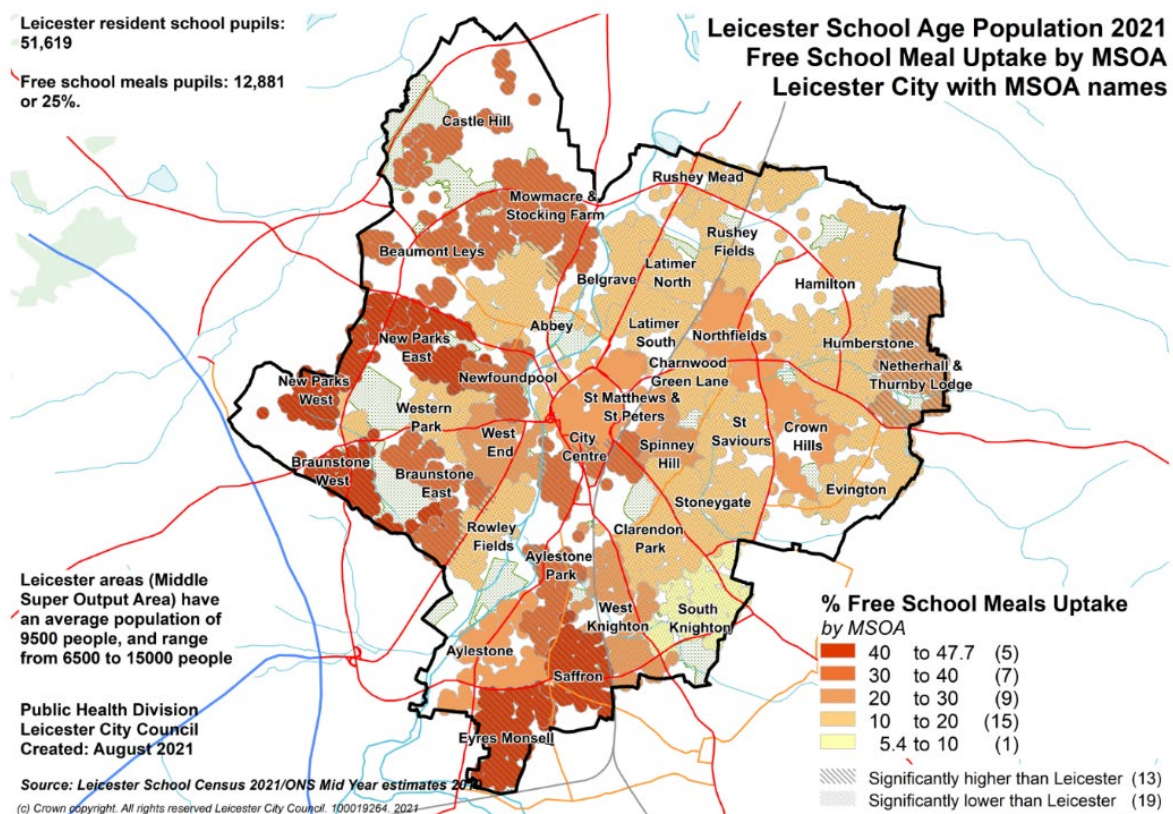 Leicester resident school pupils:
51,619
Free school meals pupils: 12,881
or 25%.
Leicester School Age Population 2021
Free School Meal Uptake by MSOA
Leicester City with MSOA names
Castle Hill
Rushey Mead
Mowmacre &
Stocking Farm
Rushey
Fields
Beaumont Leys
Belgrave
Latimer
North
Hamilton
Abbey
Latimer
South
Northfields
New Parks
East
Humberstone
Charnwood
Green Lane
Netherhall &
Thurnby Lodge
New Parks
West
Newfoundpool
Western
Park
St Matthews &
St Peters
West
End
City
Centre
Spinney
Hill
St
Saviours
Crown
Hills
Braunstone
West
Braunstone
East
Evington
Stoneygate
Rowley
Fields
Clarendon
Park
Aylestone
Park
West
Knighton
South
Knighton
Aylestone
Saffron
Eyres Monsell
Leicester areas (Middle
Super Output Area) have
an average population of
9500 people, and range
from 6500 to 15000 people
Public Health Division
Leicester City Council
Created: August 2021
Source: Leicester School Census 2021/ONS Mid Year estimates
(c) Crown copyright. All rights reserved Leicester City Council. 100019264. 2021
% Free School Meals Uptake
by MSOA
40 to 47.7 (5)
30 to 40 (7)
20 to 30 (9)
10 to 20 (15)
5.4 to 10 (1)
Significantly higher than Leicester (13)
Significantly lower than Leicester (19)